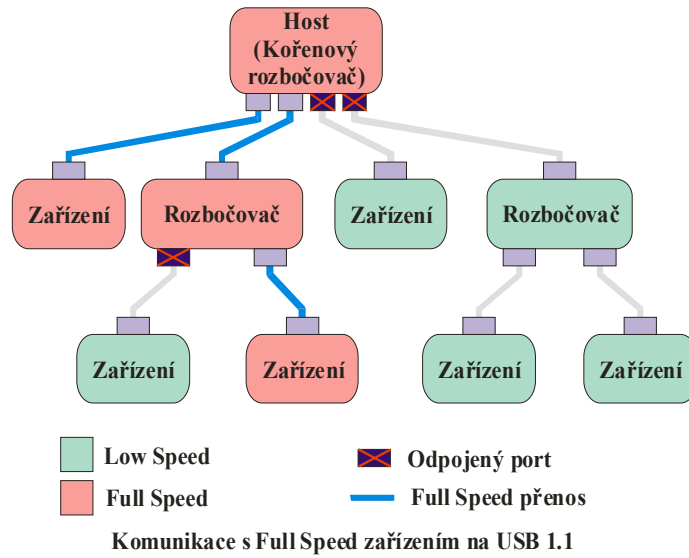 Host
(Kořenový
rozbočovač)
Zařízení
Rozbočovač
Zařízení
Rozbočovač
Zařízení
Zařízení
Zařízení
Zařízení
Low Speed
Odpojený port
Full Speed
Full Speed přenos
Komunikace s Full Speed zařízením na USB 1.1